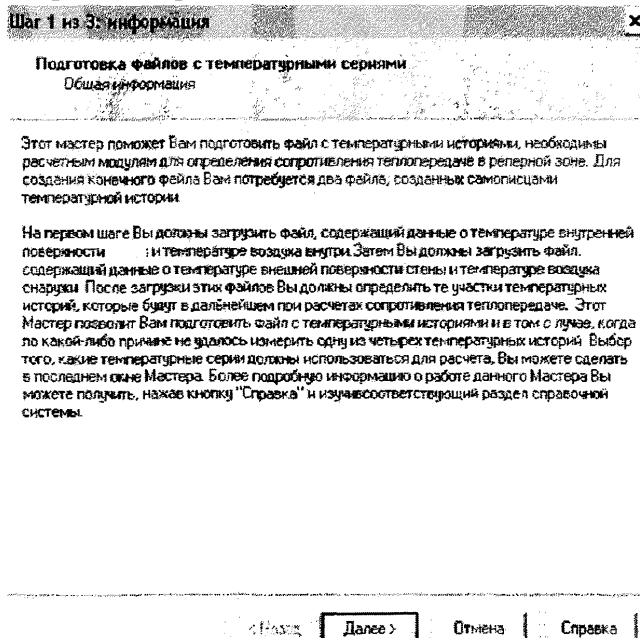 Шаг 1 из 3: информация
Подготовка файлов с температурными сериями
Общая информация
Этот мастер поможет Вам подготовить файл с температурными историями, необходимы
расчетным модулям для определения сопротивления теплопередаче в реперной зоне. Для
создания конечного файла Вам потребуется два файла, созданных самописцами
температурной истории.
На первом шаге Вы должны загрузить файл, содержащий данные о температуре внутренней
поверхности : и температуре воздуха внутри. Затем Вы должны загрузить файл,
содержащий данные о температуре внешней поверхности стены и температуре воздуха
снаружи. После загрузки этих файлов Вы должны определить те участки температурных
историй, которые будут в дальнейшем при расчетах сопротивления теплопередаче. Этот
Мастер позволит Вам подготовить файл с температурными историями и в том случае, когда
по какой-либо причине не удалось измерить одну из четырех температурных историй. Выбор
того, какие температурные серии должны использоваться для расчета, Вы можете сделать
в последнем окне Мастера. Более подробную информацию о работе данного Мастера Вы
можете получить, нажав кнопку "Справка" и изучив соответствующий раздел справочной
системы.
< Назад Далее > Отмена Справка